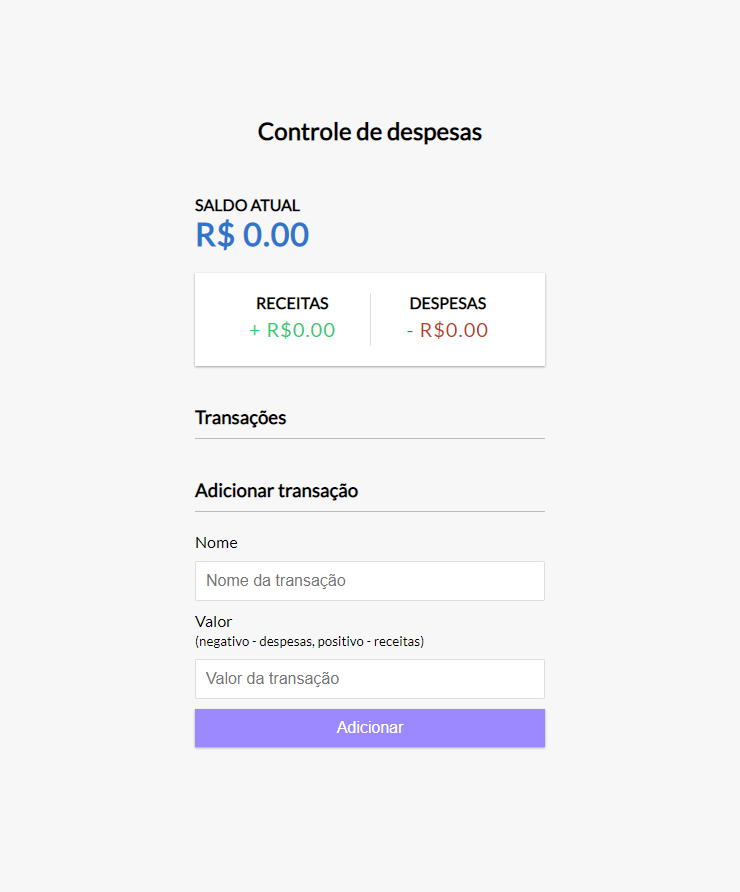 Controle de despesas
SALDO ATUAL
R$ 0.00
RECEITAS
+ R$0.00
DESPESAS
- R$0.00
Transações
Adicionar transação
Nome
Nome da transação
Valor
(negativo - despesas, positivo - receitas)
Valor da transação
Adicionar